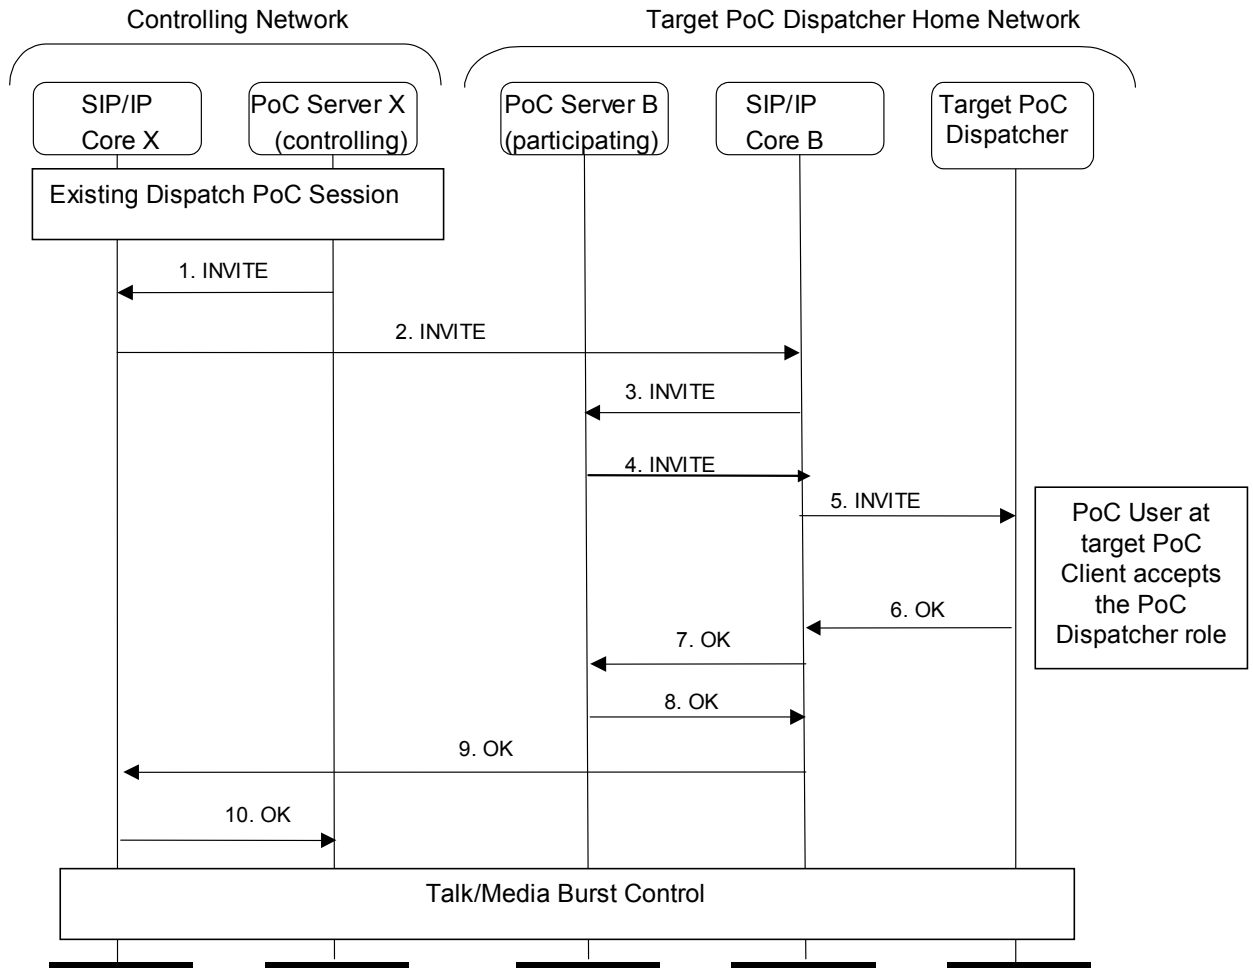 Controlling Network
Target PoC Dispatcher Home Network
SIP/IP
Core X
PoC Server X
(controlling)
PoC Server B
(participating)
SIP/IP
Core B
Target PoC
Dispatcher
Existing Dispatch PoC Session
1. INVITE
2. INVITE
3. INVITE
4. INVITE
5. INVITE
PoC User at
target PoC
Client accepts
the PoC
Dispatcher role
6. OK
7. OK
8. OK
9. OK
10. OK
Talk/Media Burst Control